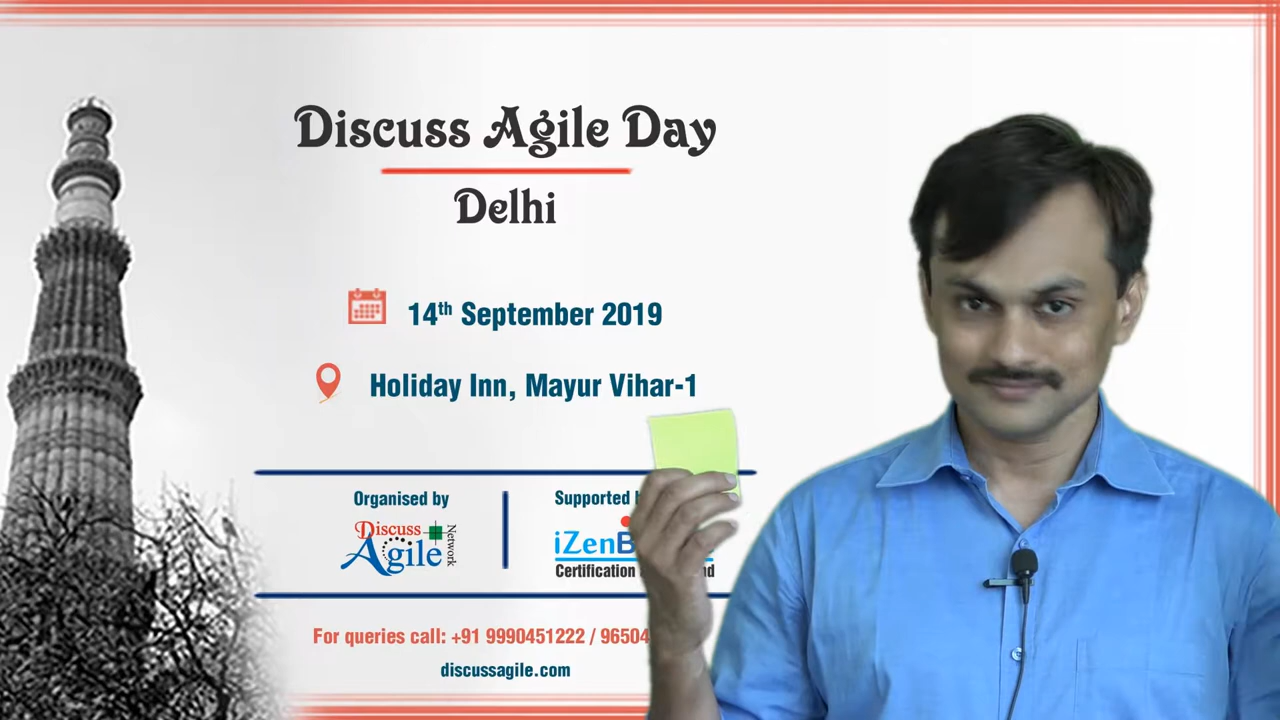 Discuss Agile Day
Delhi
14th September 2019
Holiday Inn, Mayur Vihar-1
Organised by
Discuss
Agile
Network
Supported
iZenB
Certification
For queries call: +91 9990451222 / 96504
discussagile.com